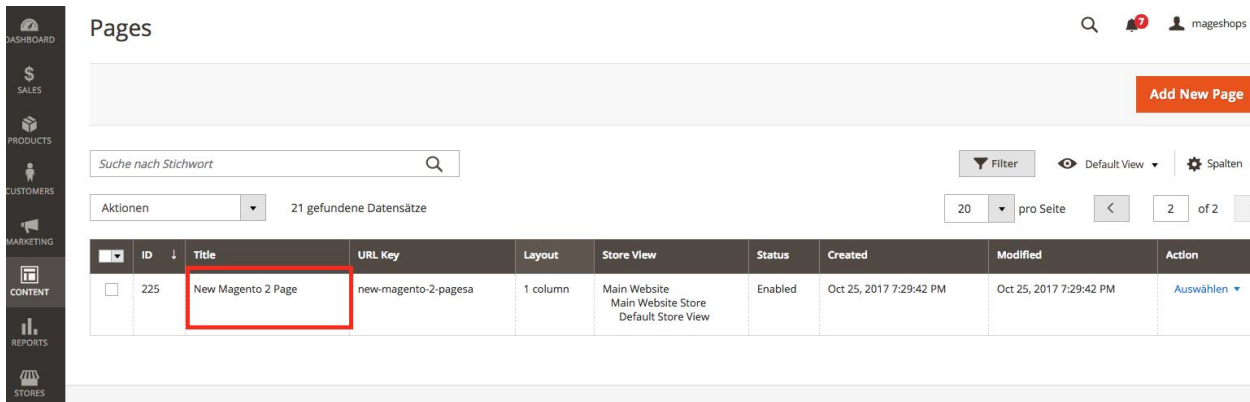 DASHBOARD
Pages
7
mageshops
$
SALES
Add New Page
PRODUCTS
Suche nach Stichwort
Filter
Default View
Spalten
CUSTOMERS
Aktionen
21 gefundene Datensätze
20
pro Seite
2
of 2
MARKETING
ID ↓ Title URL Key Layout Store View Status Created Modified Action
CONTENT
225 New Magento 2 Page new-magento-2-pagesa 1 column Main Website Enabled Oct 25, 2017 7:29:42 PM Oct 25, 2017 7:29:42 PM Auswählen
Main Website Store
Default Store View
REPORTS
STORES